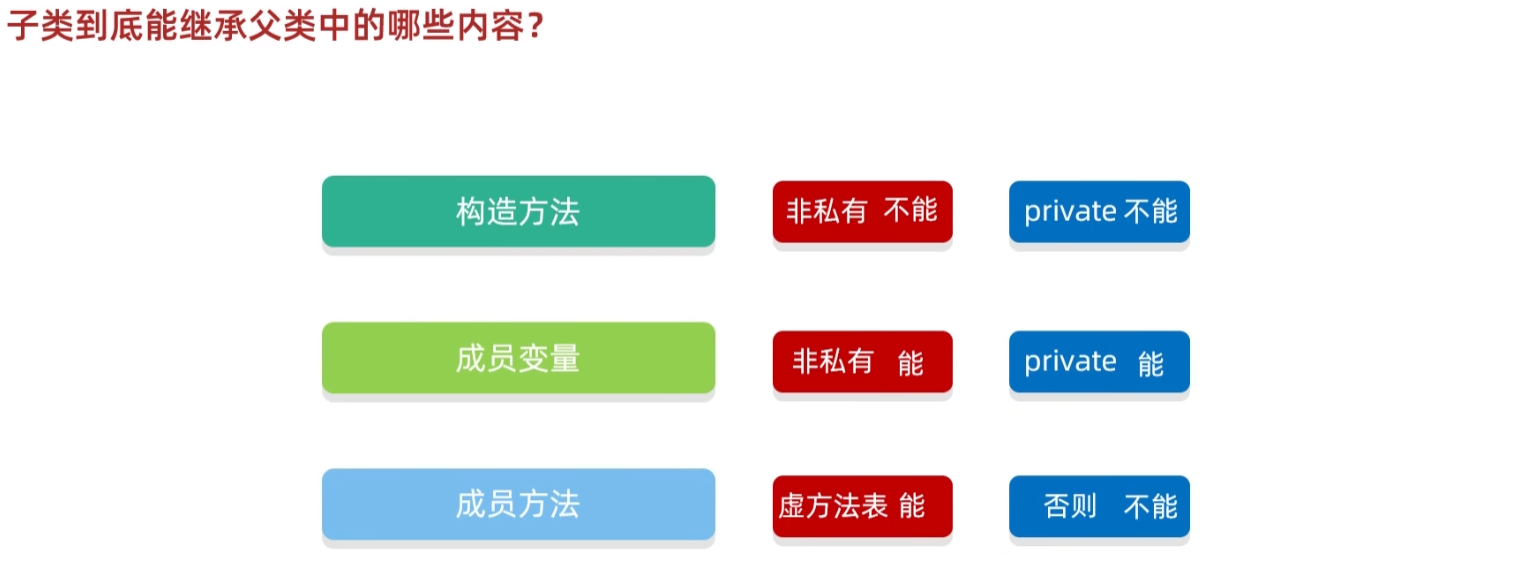 子类到底能继承父类中的哪些内容？
构造方法 非私有 不能 private 不能
成员变量 非私有 能 private 能
成员方法 虚方法表 能 否则 不能